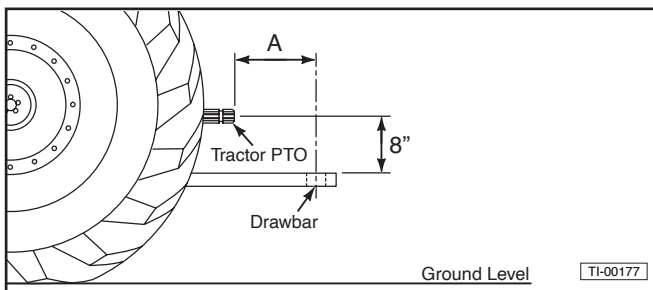 A
8”
Tractor PTO
Drawbar
Ground Level
TI-00177